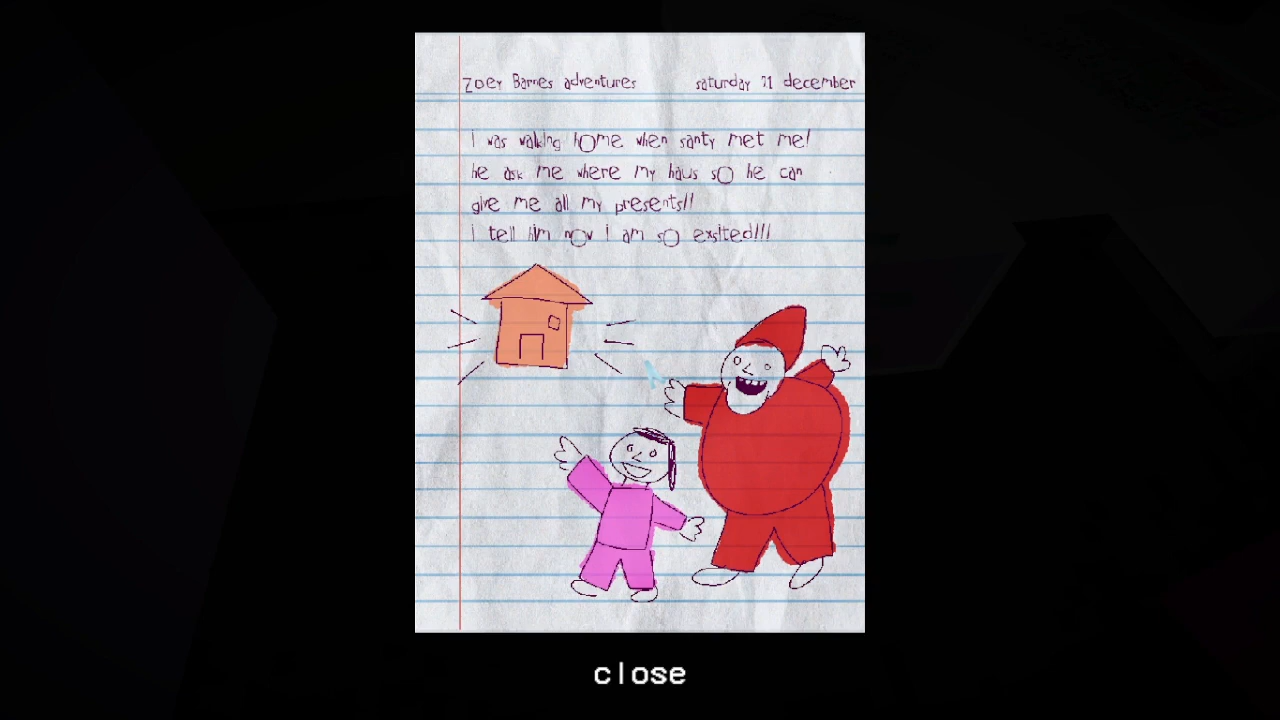 Zoey Barnes adventures saturday 21 december
i was walking hOme when santy met me!
he ask me where my haus sO he can
give me all my presents!!
i tell him nOw i am sO exsited!!!
close